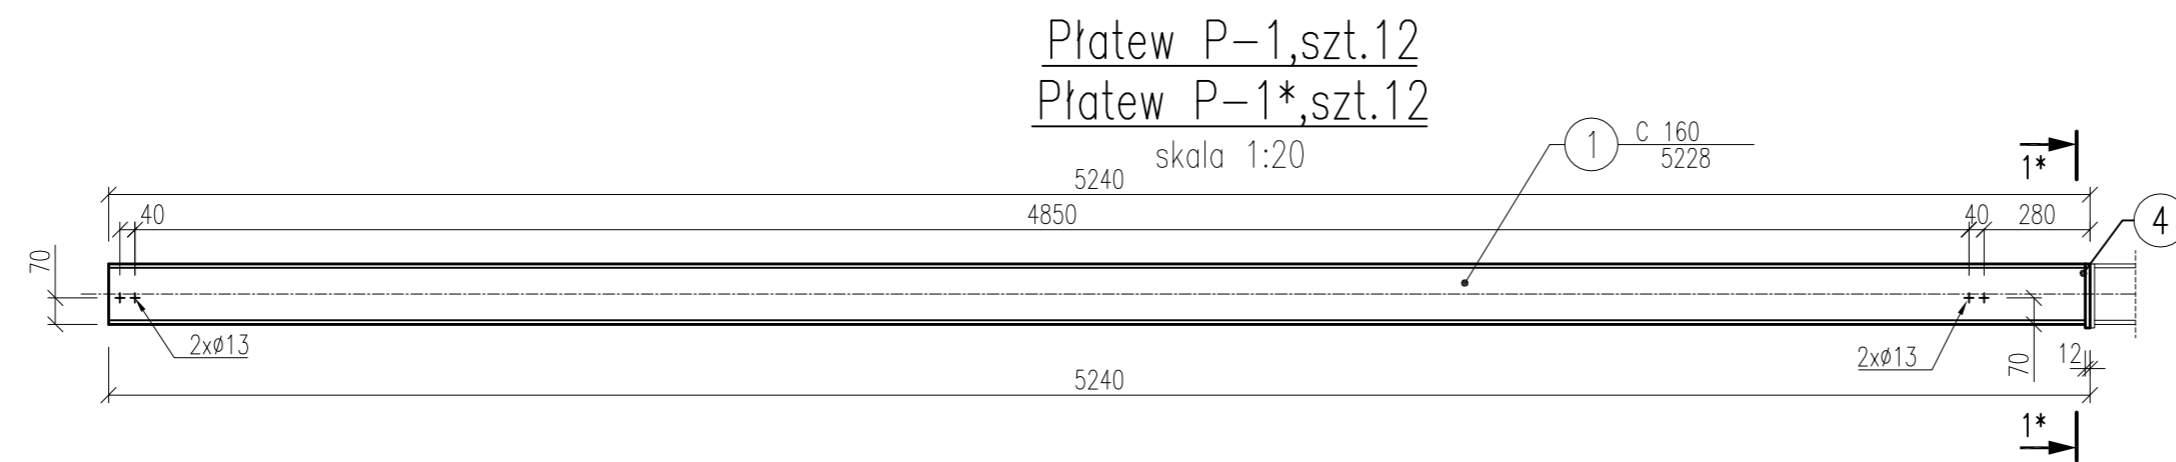 Płatew P-1,szt.12
Płatew P-1*,szt.12
skala 1:20
1
C 160
5228
1*
5240
40
4850
40
280
4
70
2xø13
2xø13
70
12
5240
1*